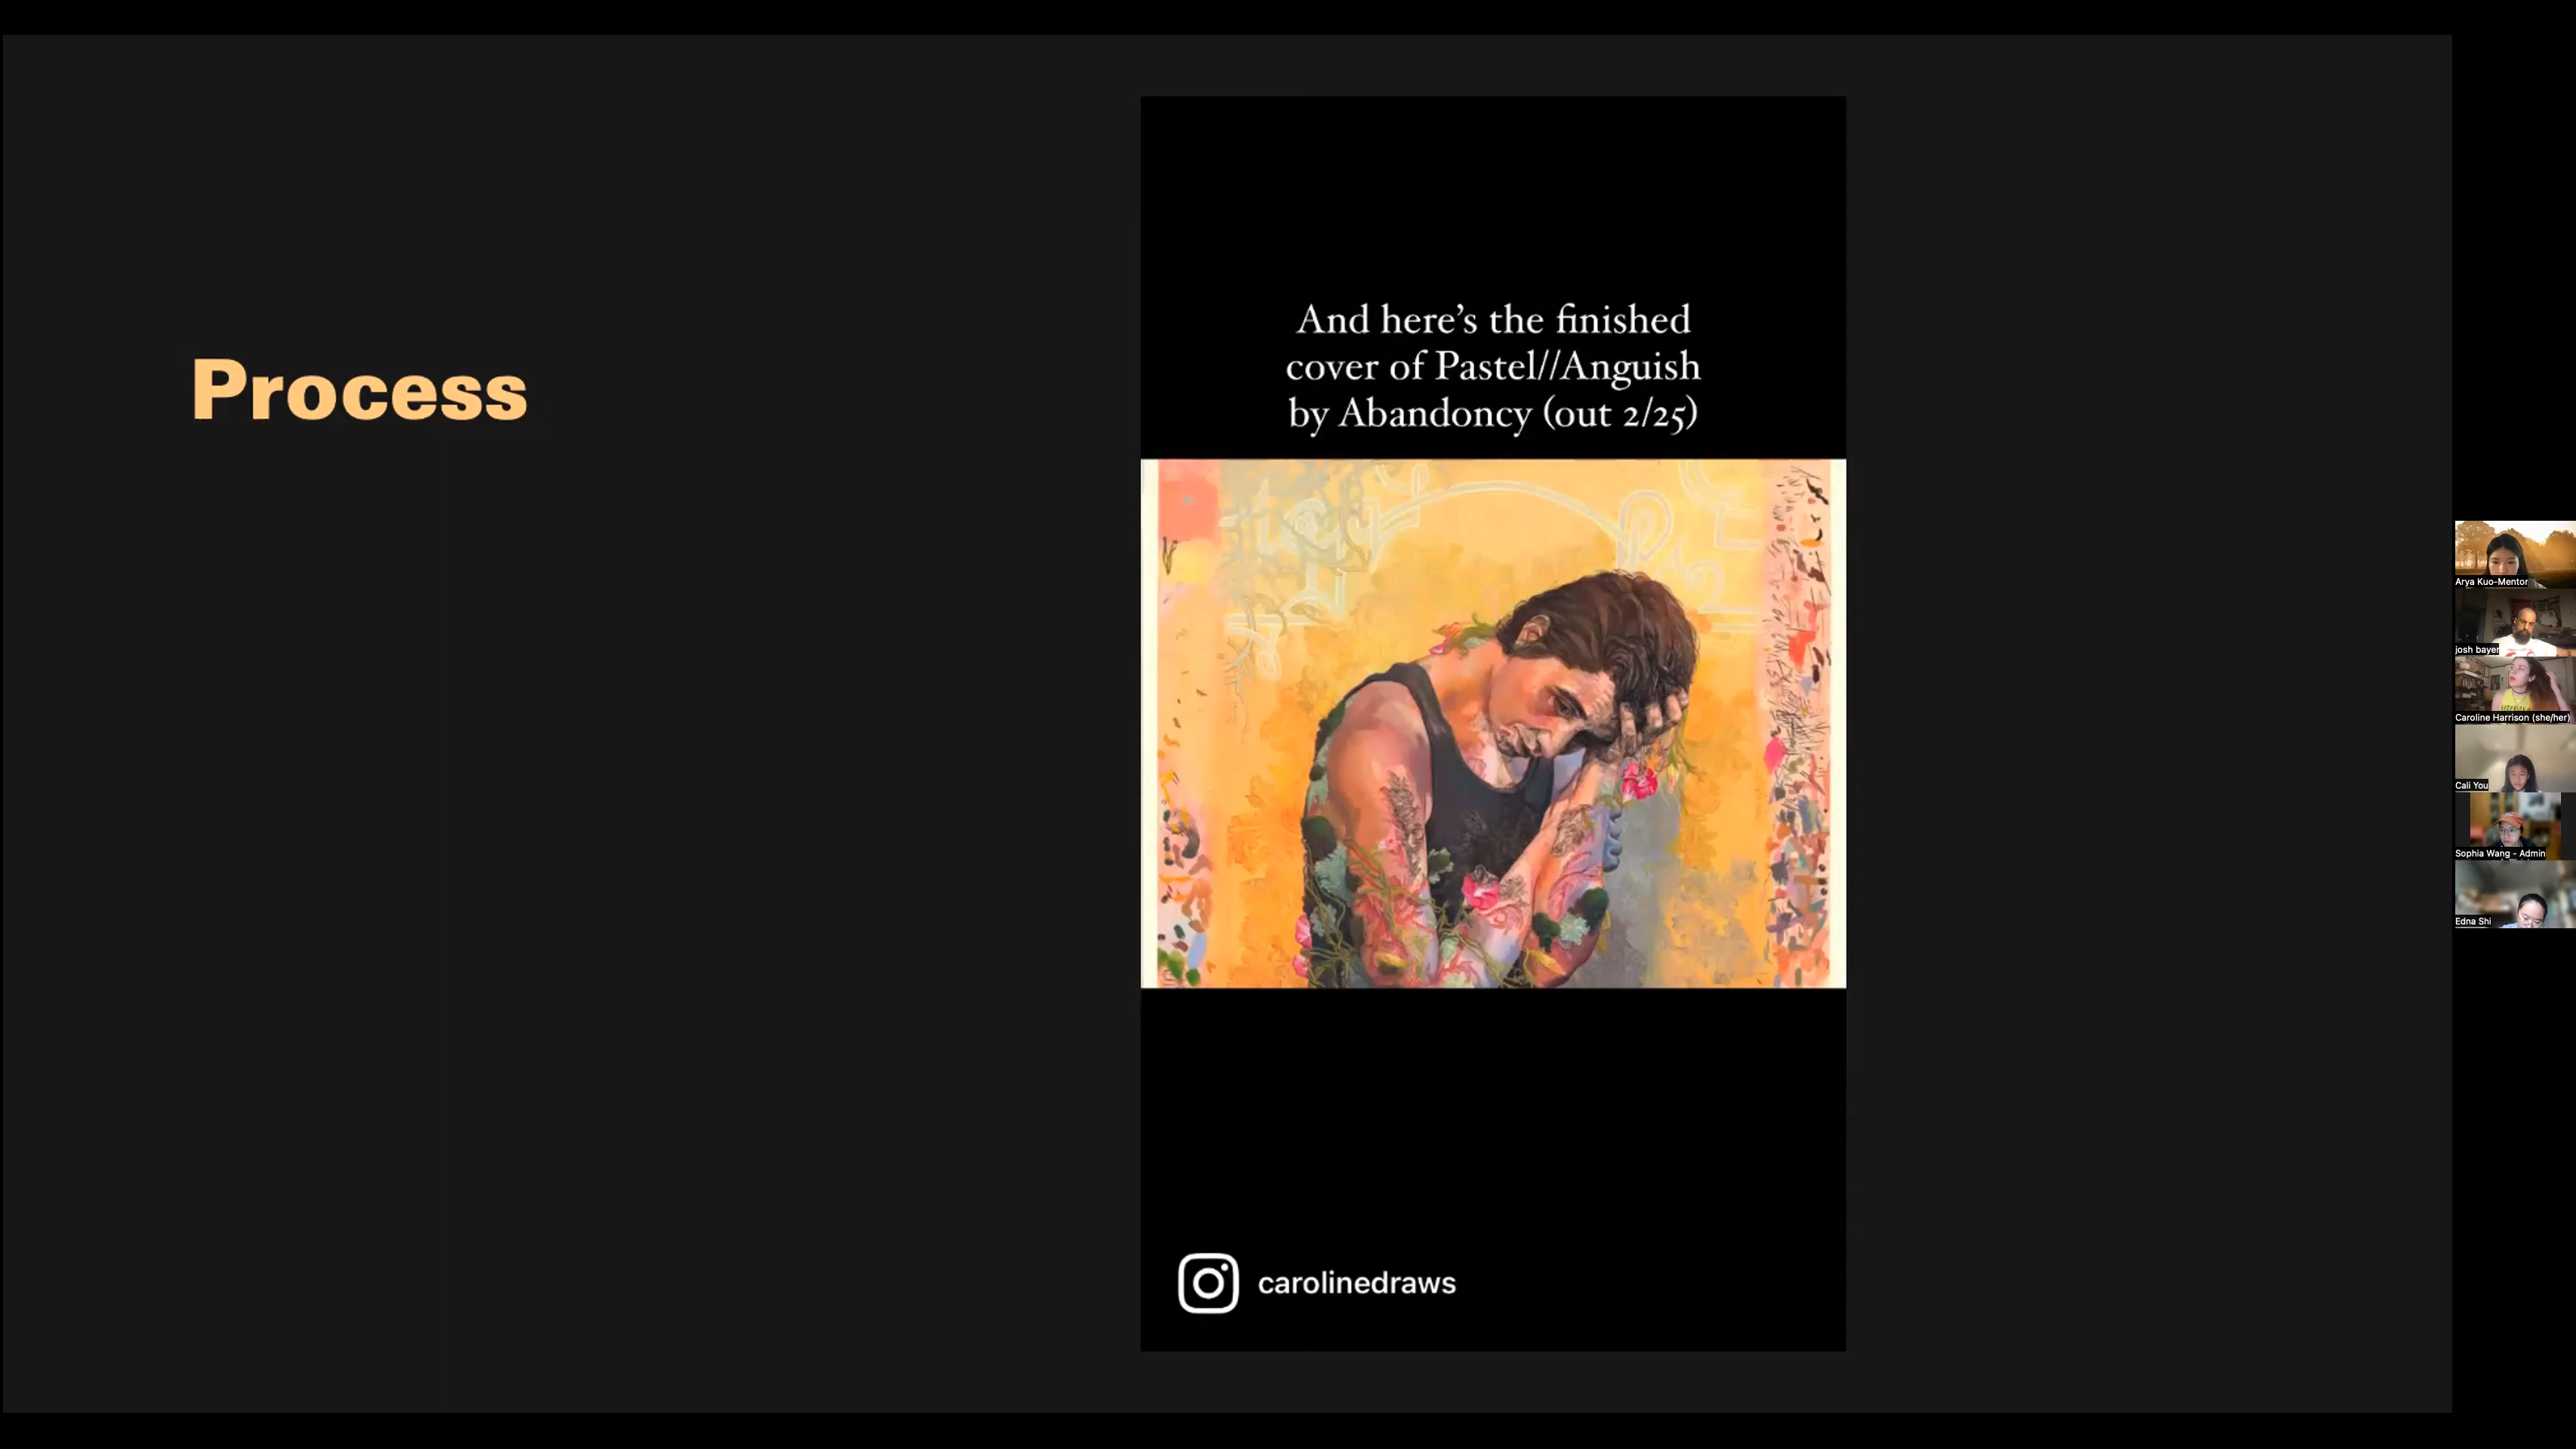 Process
And here's the finished
cover of Pastel//Anguish
by Abandoncy (out 2/25)
carolinedraws
Arya Kuo-Mentor
josh bayer
Caroline Harrison (she/her)
Cali You
Sophia Wang - Admin
Edna Shi